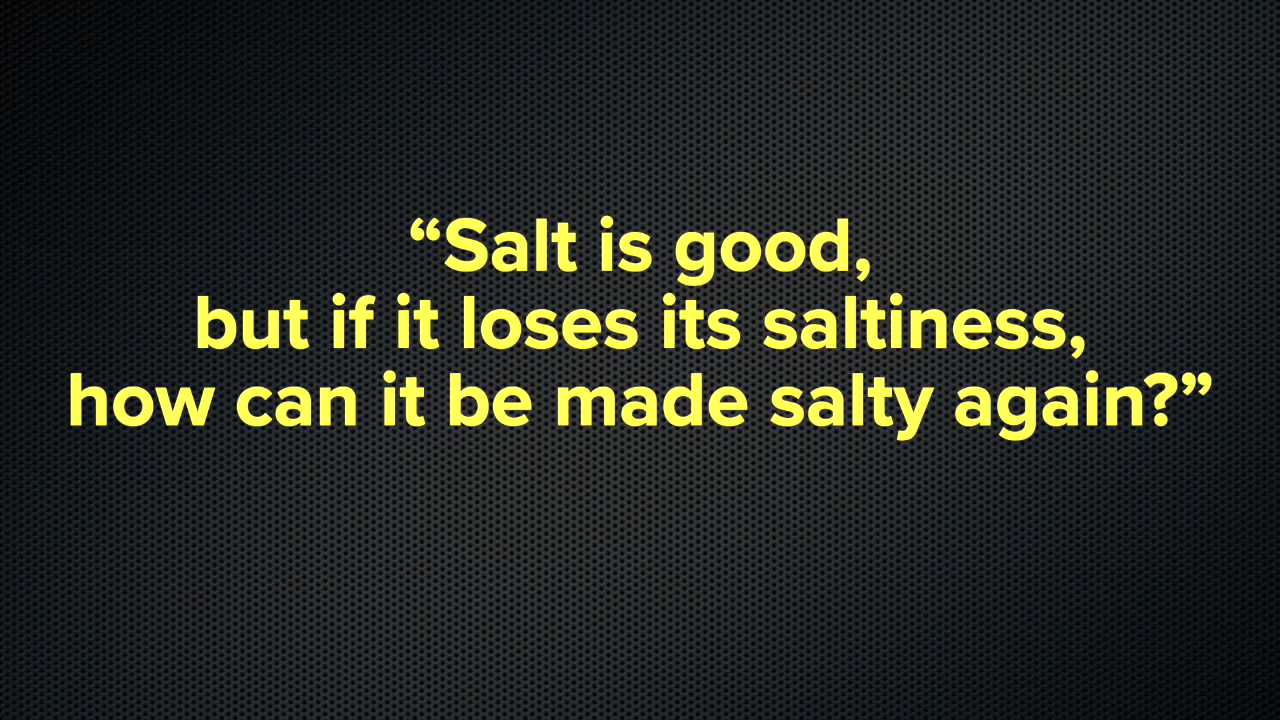 “Salt is good,
but if it loses its saltiness,
how can it be made salty again?”